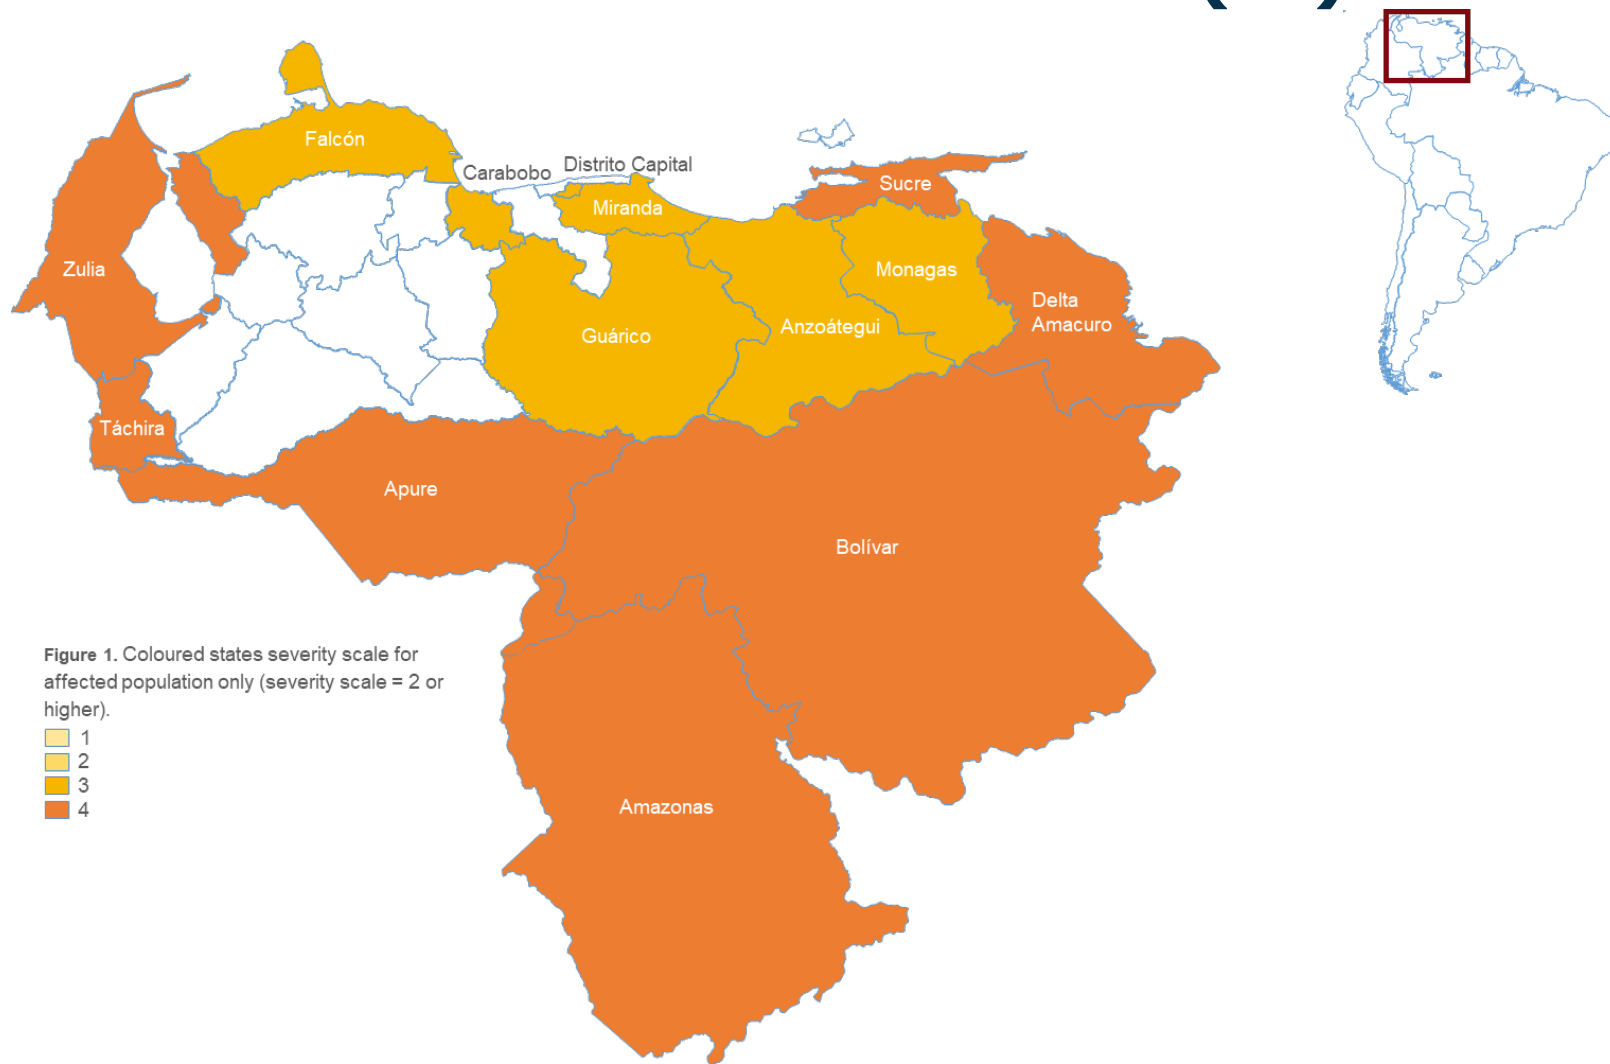 Falcón
Carabobo
Distrito Capital
Sucre
Miranda
Zulia
Monagas
Delta
Amacuro
Guárico
Anzoátegui
Táchira
Apure
Bolívar
Figure 1. Coloured states severity scale for
affected population only (severity scale = 2 or
higher).
1
2
3
4
Amazonas